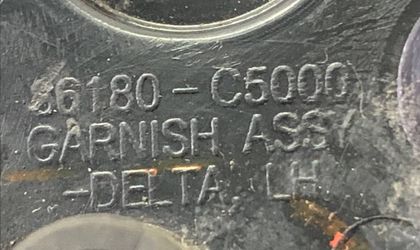 86180-C5000
GARNISH ASSY
-DELTA, LH